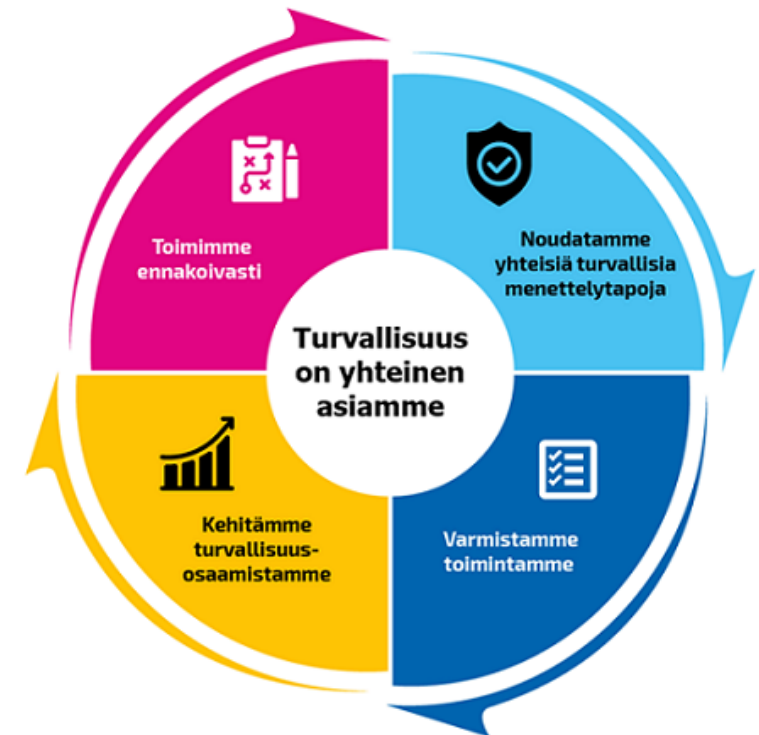 Toimimme
ennakoivasti
Noudatamme
yhteisiä turvallisia
menettelytapoja
Turvallisuus
on yhteinen
asiamme
Kehitämme
turvallisuus-
osaamistamme
Varmistamme
toimintamme